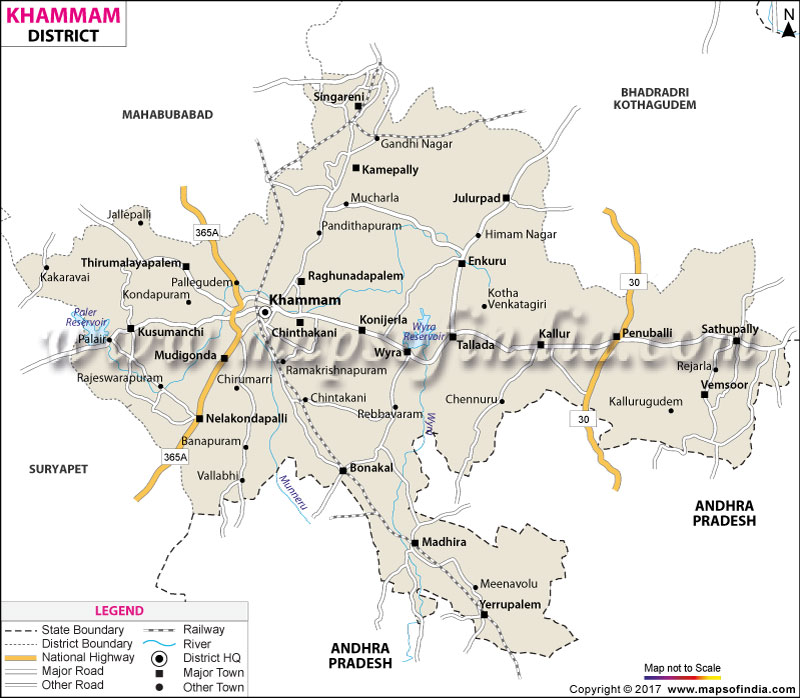 KHAMMAM
DISTRICT
N
MAHABUBABAD
BHADRADRI
KOTHAGUDEM
Singareni
Gandhi Nagar
Kamepally
Mucharla
Julurpad
Jallepalli
365A
Pandithapuram
Himam Nagar
Thirumalayapalem
Enkuru
Kakaravai
Pallegudem
Raghunadapalem
30
Kondapuram
Khammam
Kotha
Venkatagiri
Paler
Reservoir
Kusumanchi
Chinthakani
Konijerla
Wyra
Reservoir
Palair
Tallada
Kallur
Penuballi
Sathupally
www.mapsofindia.com
Mudigonda
Wyra
Ramakrishnapuram
Rejarla
Rajeswarapuram
Chirumarri
Vemsoor
Chintakani
Rebbavaram
Chennuru
Kallurugudem
Nelakondapalli
Wyra
30
Banapuram
365A
SURYAPET
Vallabhi
Munneru
Bonakal
ANDHRA
PRADESH
Madhira
Meenavolu
Yerrupalem
ANDHRA
PRADESH
LEGEND
State Boundary
District Boundary
National Highway
Major Road
Other Road
Railway
River
District HQ
Major Town
Other Town
Map not to Scale
Copyright © 2017 www.mapsofindia.com